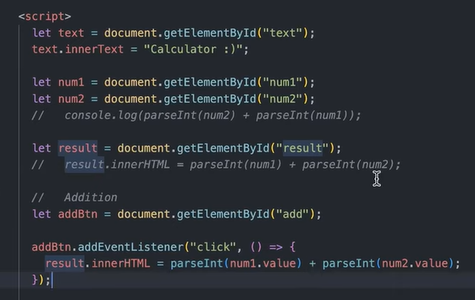 <script>
let text = document.getElementById("text");
text.innerText = "Calculator :)";
let num1 = document.getElementById("num1");
let num2 = document.getElementById("num2");
//   console.log(parseInt(num2) + parseInt(num1));
let result = document.getElementById("result");
//   result.innerHTML = parseInt(num1) + parseInt(num2);
//   Addition
let addBtn = document.getElementById("add");
addBtn.addEventListener("click", () => {
result.innerHTML = parseInt(num1.value) + parseInt(num2.value);
});